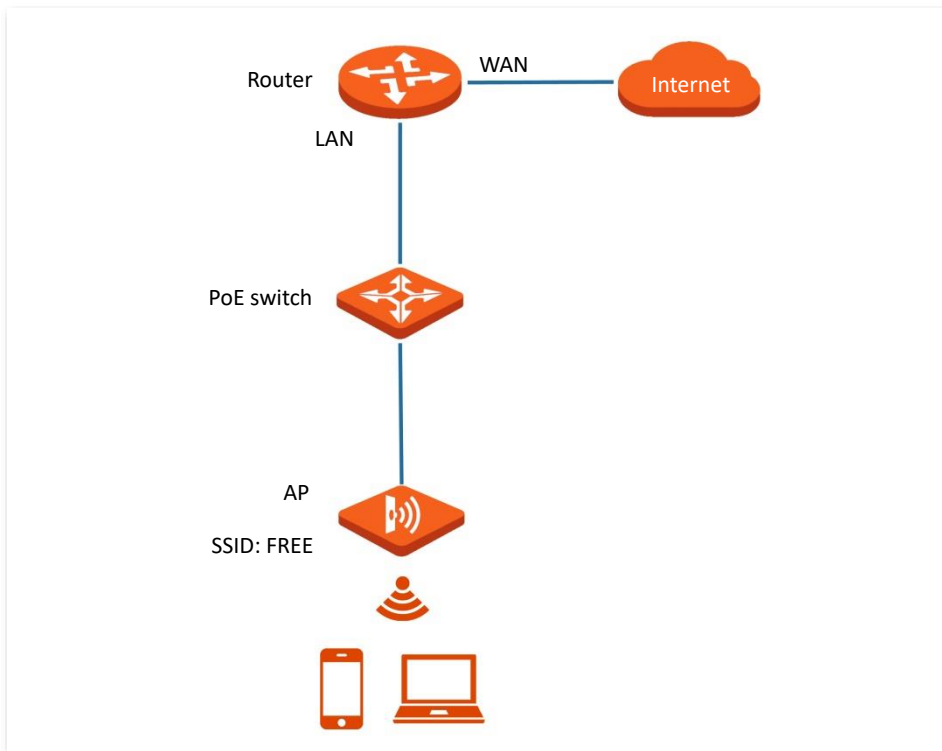 Router
WAN
Internet
LAN
PoE switch
AP
SSID: FREE